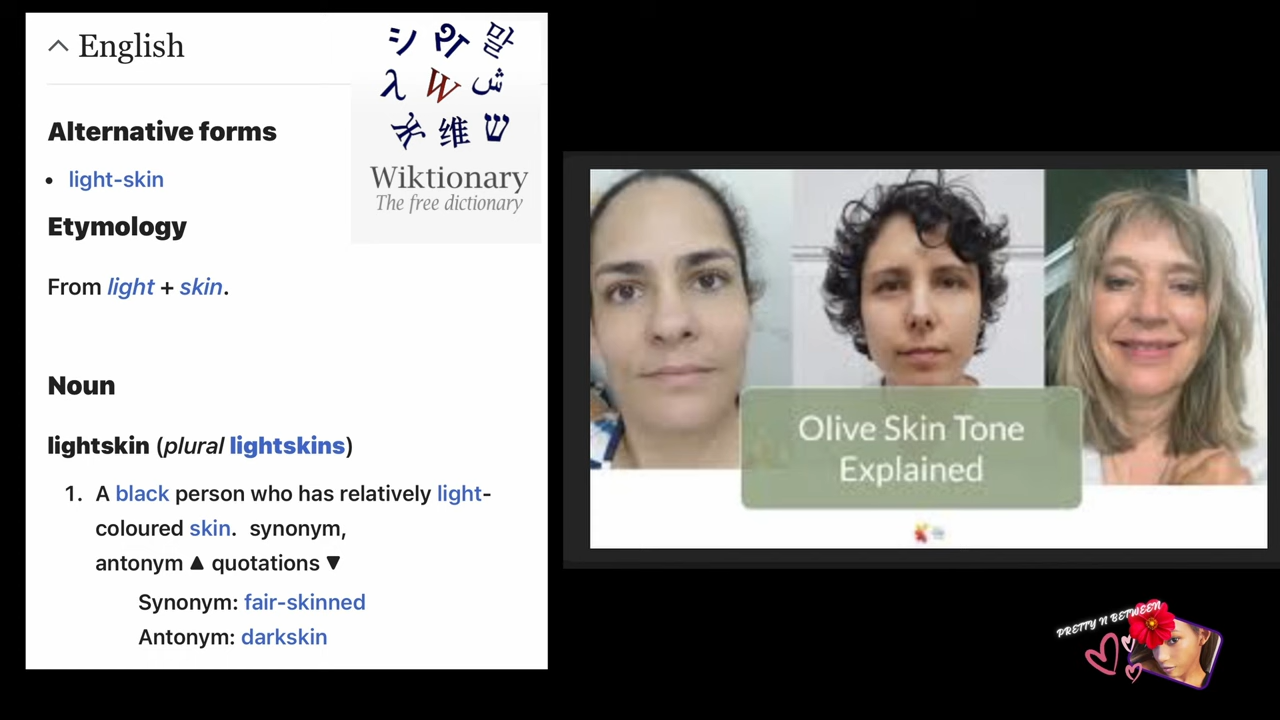 English
Alternative forms
• light-skin
Etymology
From light + skin.
Noun
lightskin (plural lightskins)
1. A black person who has relatively light-
coloured skin. synonym,
antonym ▲ quotations ▼
Synonym: fair-skinned
Antonym: darkskin
シ 말
λ W ش
维 ש
Wiktionary
The free dictionary
Olive Skin Tone
Explained
PRETTY N BETWEEN